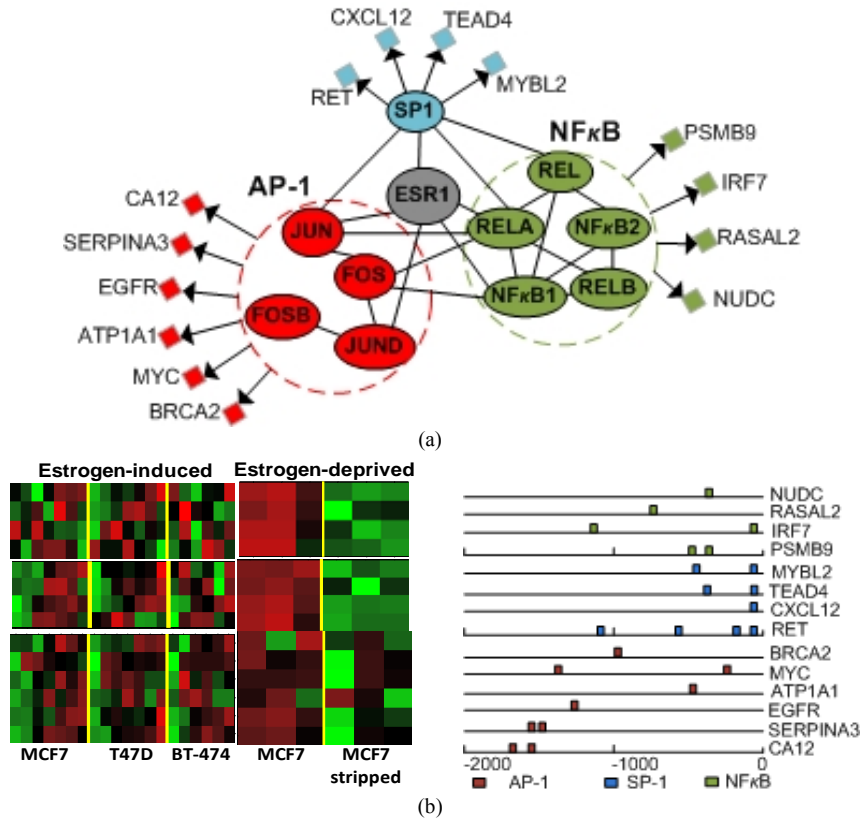 CXCL12
TEAD4
RET
MYBL2
SP1
NFκB
PSMB9
AP-1
REL
CA12
ESR1
IRF7
JUN
RELA
NFκB2
SERPINA3
RASAL2
FOS
EGFR
NFκB1
RELB
NUDC
FOSB
ATP1A1
JUND
MYC
BRCA2
(a)
Estrogen-induced
Estrogen-deprived
MCF7
T47D
BT-474
MCF7
MCF7
stripped
NUDC
RASAL2
IRF7
PSMB9
MYBL2
TEAD4
CXCL12
RET
BRCA2
MYC
ATP1A1
EGFR
SERPINA3
CA12
-2000
-1000
0
AP-1
SP-1
NFκB
(b)